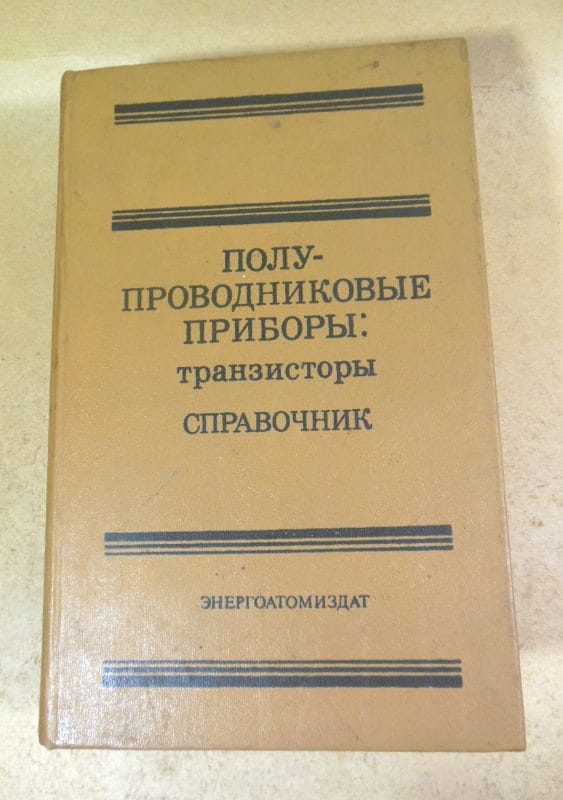 ПОЛУ-
ПРОВОДНИКОВЫЕ
ПРИБОРЫ:
транзисторы
СПРАВОЧНИК
ЭНЕРГОАТОМИЗДАТ